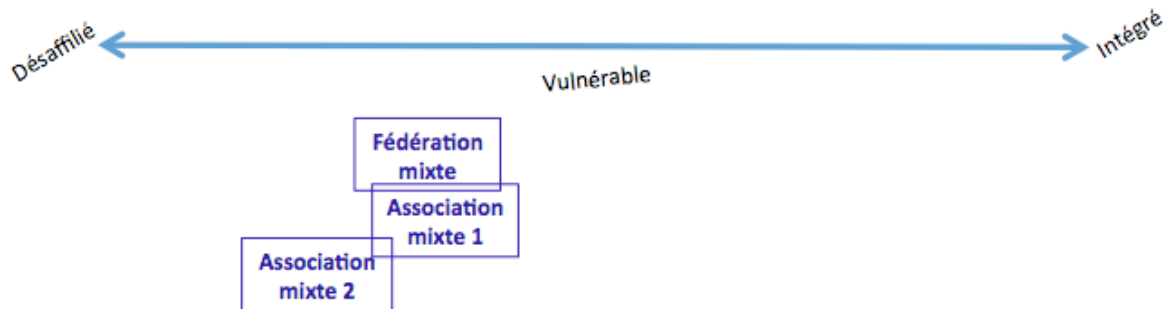 Désaffilié
Intégré
Vulnérable
Fédération
mixte
Association
mixte 1
Association
mixte 2